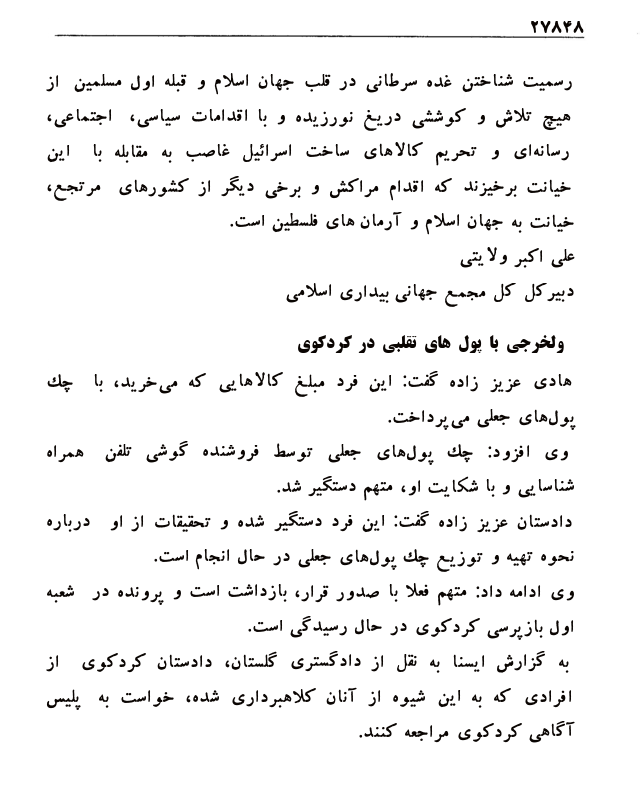 ۲۷۸۴۸
رسمیت شناختن غده سرطانی در قلب جهان اسلام و قبله اول مسلمین از
هیچ تلاش و کوششی دریغ نورزیده و با اقدامات سیاسی، اجتماعی،
رسانه‌ای و تحریم کالاهای ساخت اسرائیل غاصب به مقابله با این
خیانت برخیزند که اقدام مراکش و برخی دیگر از کشورهای مرتجع،
خیانت به جهان اسلام و آرمان های فلسطین است.
علی اکبر ولایتی
دبیرکل کل مجمع جهانی بیداری اسلامی
ولخرجی با پول های تقلبی در کردکوی
هادی عزیز زاده گفت: این فرد مبلغ کالاهایی که می‌خرید، با چك
پول‌های جعلی می‌پرداخت.
وی افزود: چك پول‌های جعلی توسط فروشنده گوشی تلفن همراه
شناسایی و با شکایت او، متهم دستگیر شد.
دادستان عزیز زاده گفت: این فرد دستگیر شده و تحقیقات از او درباره
نحوه تهیه و توزیع چك پول‌های جعلی در حال انجام است.
وی ادامه داد: متهم فعلا با صدور قرار، بازداشت است و پرونده در شعبه
اول بازپرسی کردکوی در حال رسیدگی است.
به گزارش ایسنا به نقل از دادگستری گلستان، دادستان کردکوی از
افرادی که به این شیوه از آنان کلاهبرداری شده، خواست به پلیس
آگاهی کردکوی مراجعه کنند.